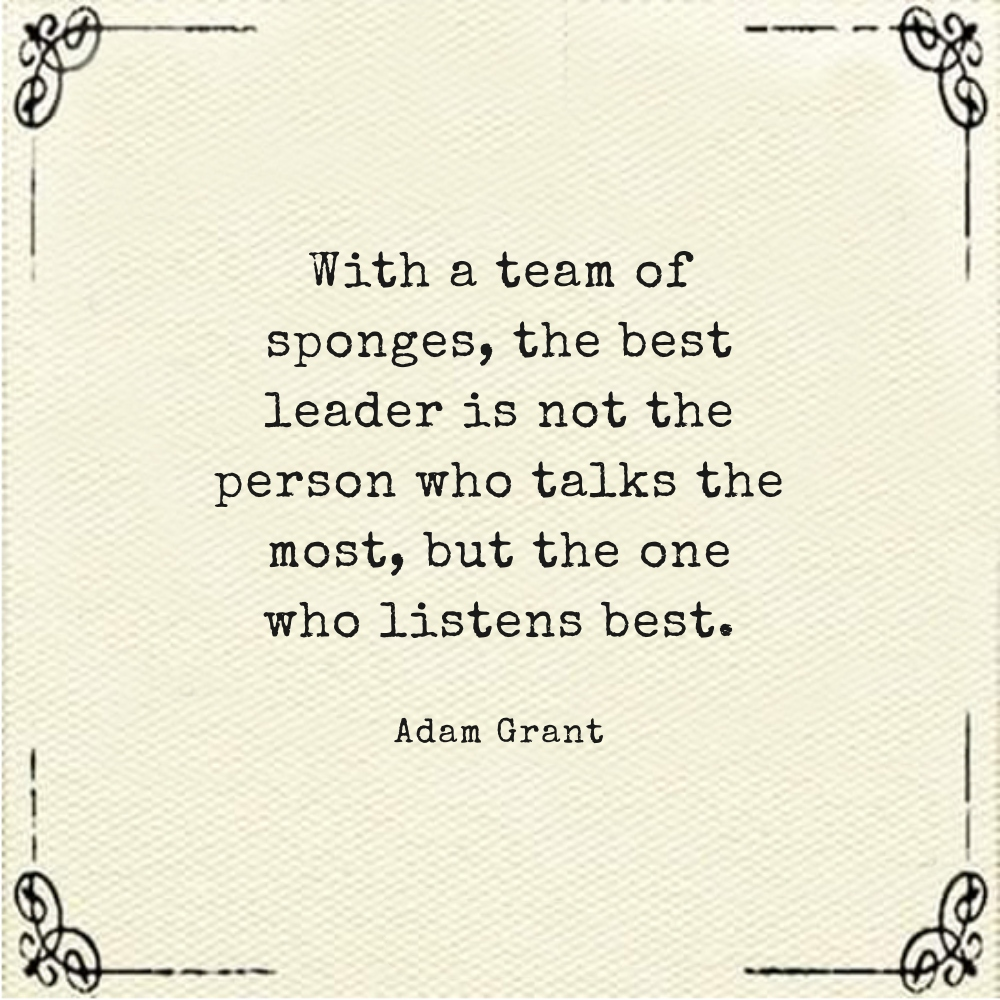 With a team of
sponges, the best
leader is not the
person who talks the
most, but the one
who listens best.
Adam Grant